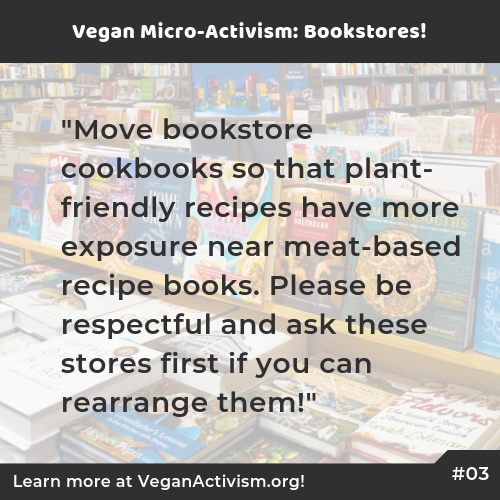 Vegan Micro-Activism: Bookstores!
"Move bookstore
cookbooks so that plant-
friendly recipes have more
exposure near meat-based
recipe books. Please be
respectful and ask these
stores first if you can
rearrange them!"
Learn more at VeganActivism.org!
#03